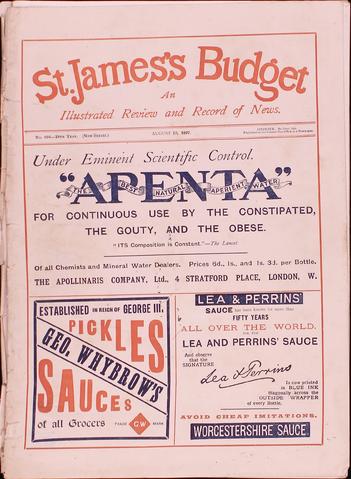 St. James's Budget
An
Illustrated Review and Record of News.
AUGUST 13, 1897.
Under Eminent Scientific Control.
"APENTA"
THE BEST NATURAL APERIENT WATER
FOR CONTINUOUS USE BY THE CONSTIPATED,
THE GOUTY, AND THE OBESE.
"ITS Composition is Constant."—The Lancet
Of all Chemists and Mineral Water Dealers. Prices 6d., 1s., and 1s. 3d. per Bottle.
THE APOLLINARIS COMPANY, Ltd., 4 STRATFORD PLACE, LONDON, W.
ESTABLISHED IN REIGN OF GEORGE III.
PICKLES
GEO. WHYBROW'S
SAUCES
of all Grocers TRADE G.W MARK
LEA & PERRINS'
SAUCE has been known for more than
FIFTY YEARS
ALL OVER THE WORLD.
LEA AND PERRINS' SAUCE
And observe
that the
SIGNATURE
Lea & Perrins
is now printed
in BLUE INK
diagonally across the
OUTSIDE WRAPPER
of every Bottle.
AVOID CHEAP IMITATIONS.
WORCESTERSHIRE SAUCE